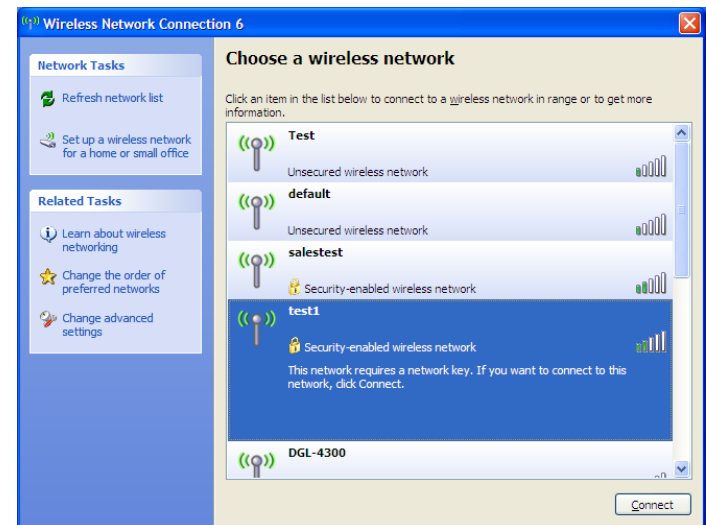 Wireless Network Connection 6
Network Tasks
Refresh network list
Set up a wireless network
for a home or small office
Related Tasks
Learn about wireless
networking
Change the order of
preferred networks
Change advanced
settings
Choose a wireless network
Click an item in the list below to connect to a wireless network in range or to get more
information.
Test
Unsecured wireless network
default
Unsecured wireless network
salestest
Security-enabled wireless network
test1
Security-enabled wireless network
This network requires a network key. If you want to connect to this
network, click Connect.
DGL-4300
Connect